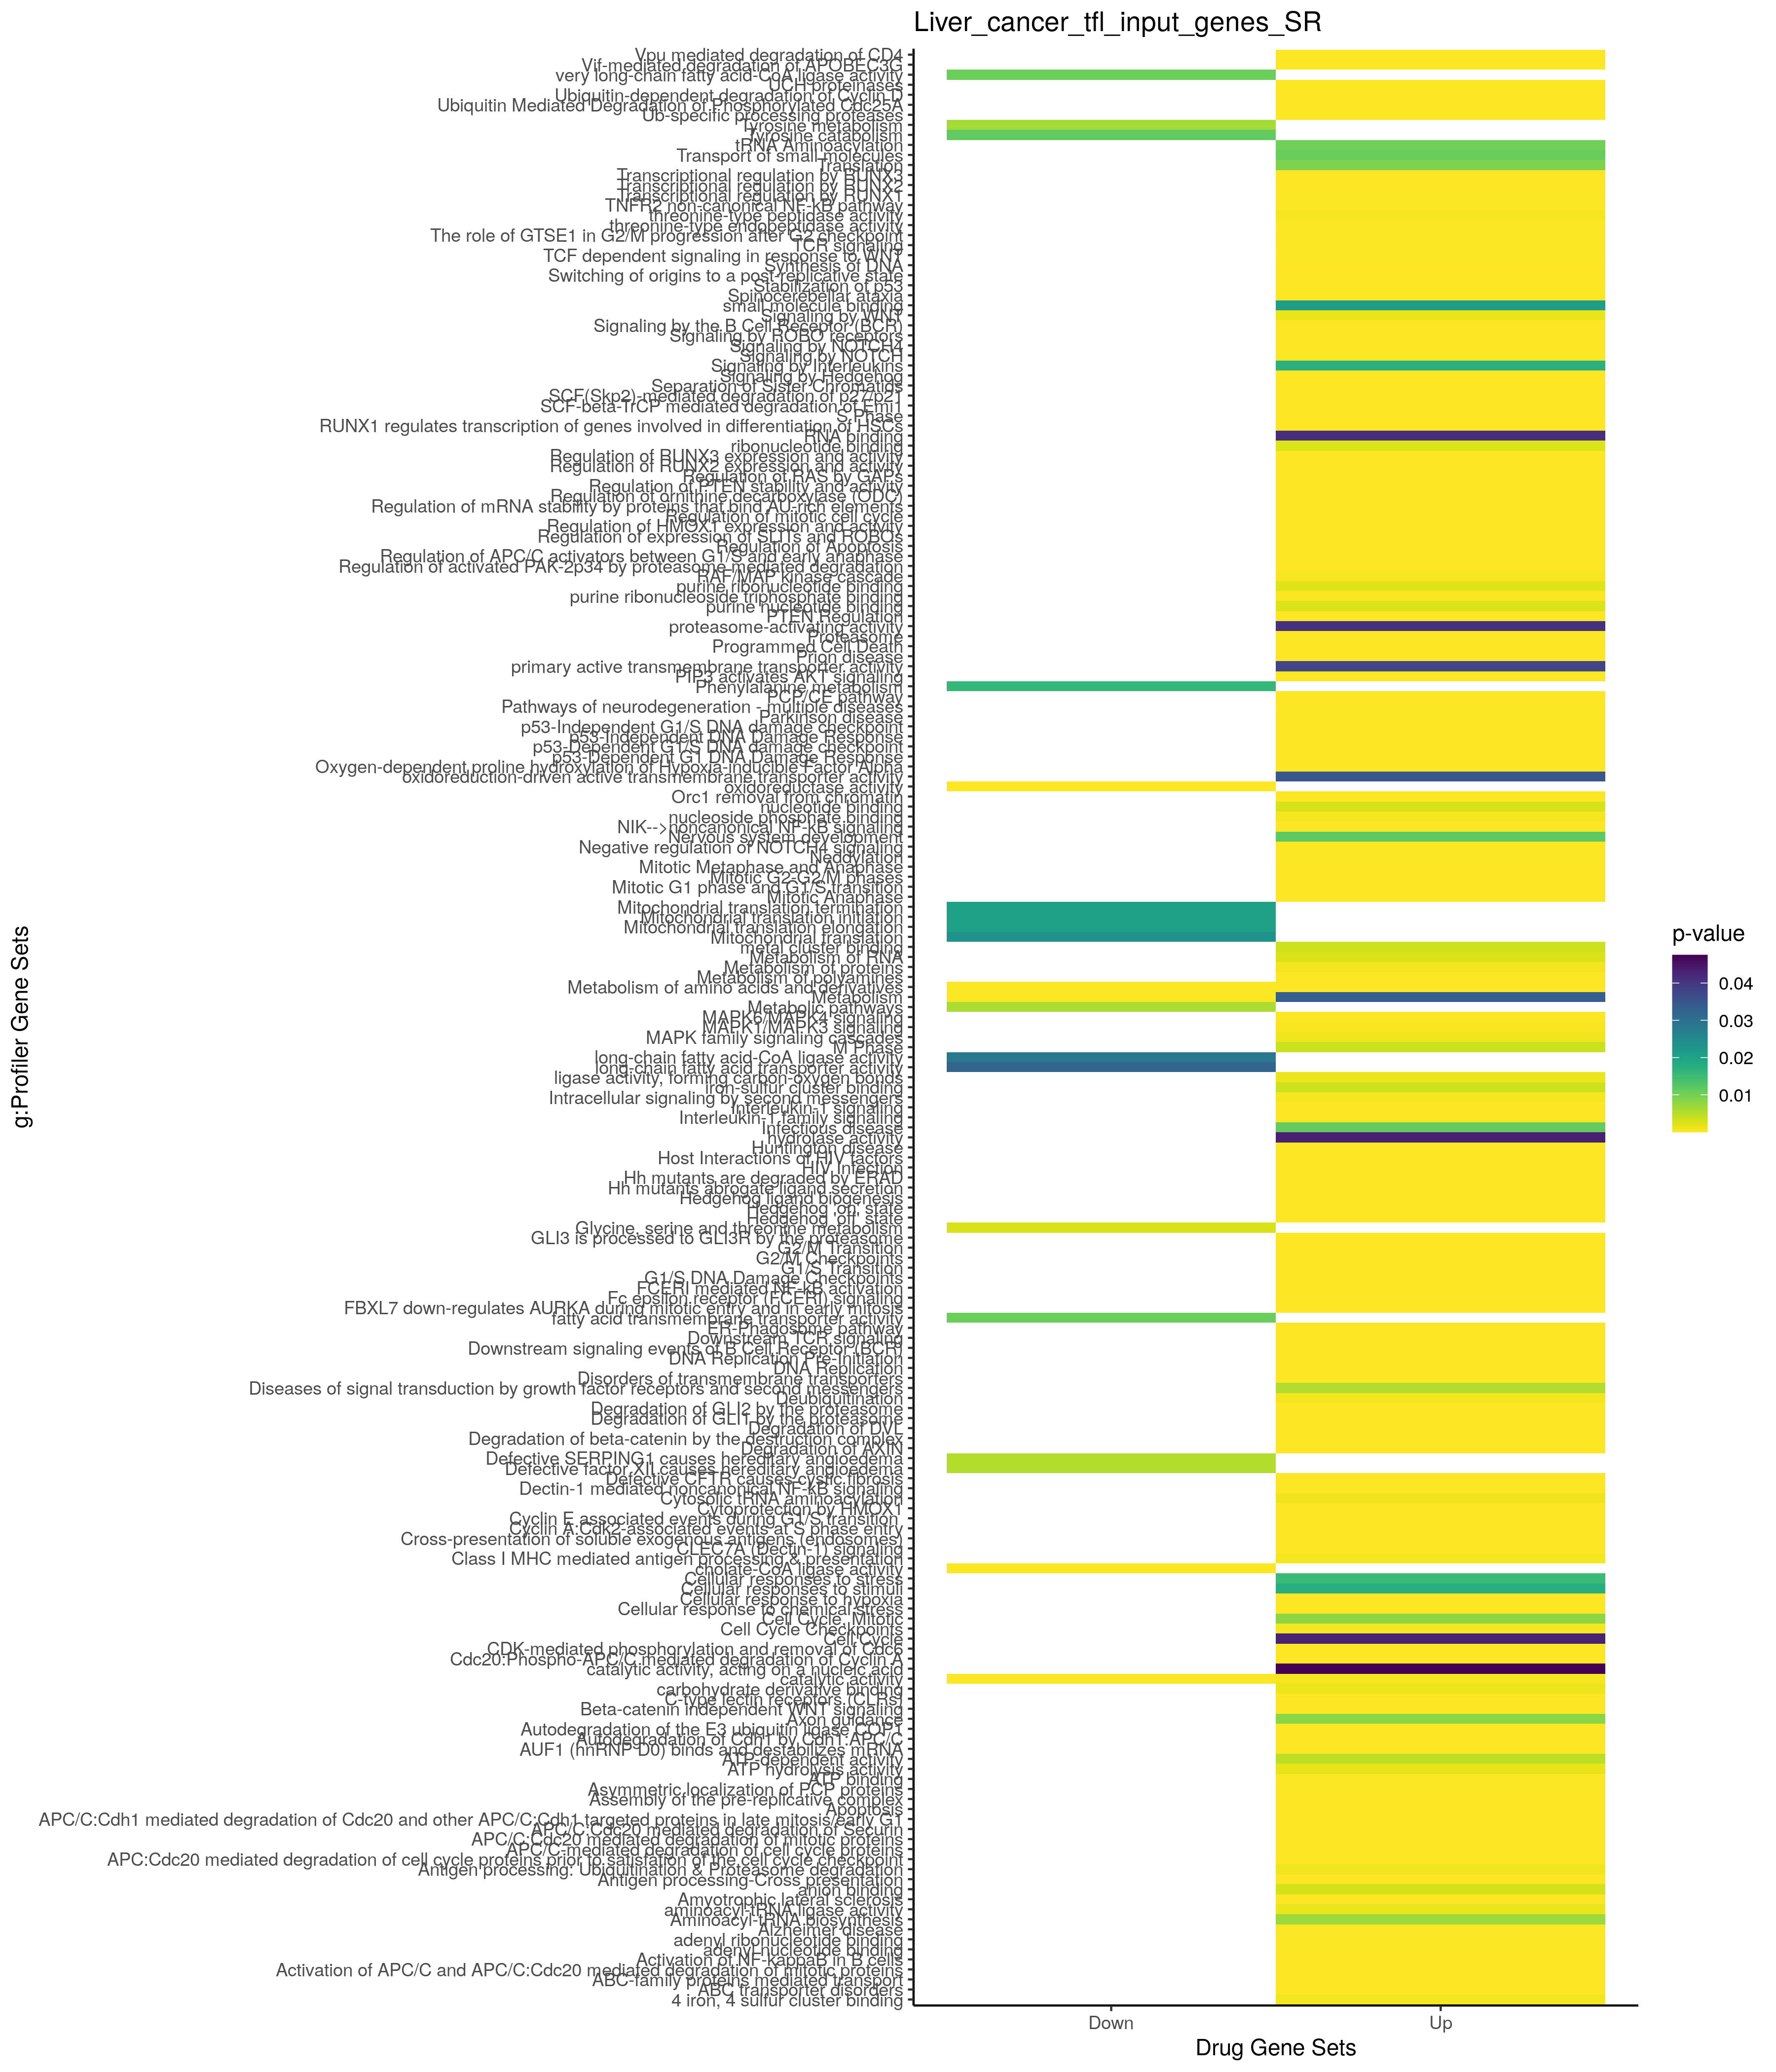 Liver_cancer_tfl_input_genes_SR
g:Profiler Gene Sets
Vpu mediated degradation of CD4
Vif-mediated degradation of APOBEC3G
very long-chain fatty acid-CoA ligase activity
UCH proteinases
Ubiquitin-dependent degradation of Cyclin D
Ubiquitin Mediated Degradation of Phosphorylated Cdc25A
Ub-specific processing proteases
Tyrosine metabolism
Tyrosine catabolism
tRNA Aminoacylation
Transport of small molecules
Translation
Transcriptional regulation by RUNX3
Transcriptional regulation by RUNX2
Transcriptional regulation by RUNX1
TNFR2 non-canonical NF-kB pathway
threonine-type peptidase activity
threonine-type endopeptidase activity
The role of GTSE1 in G2/M progression after G2 checkpoint
TCR signaling
TCF dependent signaling in response to WNT
Synthesis of DNA
Switching of origins to a post-replicative state
Stabilization of p53
Spinocerebellar ataxia
small molecule binding
Signaling by WNT
Signaling by the B Cell Receptor (BCR)
Signaling by ROBO receptors
Signaling by NOTCH4
Signaling by NOTCH
Signaling by Interleukins
Signaling by Hedgehog
Separation of Sister Chromatids
SCF(Skp2)-mediated degradation of p27/p21
SCF-beta-TrCP mediated degradation of Emi1
S Phase
RUNX1 regulates transcription of genes involved in differentiation of HSCs
RNA binding
ribonucleotide binding
Regulation of RUNX3 expression and activity
Regulation of RUNX2 expression and activity
Regulation of RAS by GAPs
Regulation of PTEN stability and activity
Regulation of ornithine decarboxylase (ODC)
Regulation of mRNA stability by proteins that bind AU-rich elements
Regulation of mitotic cell cycle
Regulation of HMOX1 expression and activity
Regulation of expression of SLITs and ROBOs
Regulation of Apoptosis
Regulation of APC/C activators between G1/S and early anaphase
Regulation of activated PAK-2p34 by proteasome mediated degradation
RAF/MAP kinase cascade
purine ribonucleotide binding
purine ribonucleoside triphosphate binding
purine nucleotide binding
PTEN Regulation
proteasome-activating activity
Proteasome
Programmed Cell Death
Prion disease
primary active transmembrane transporter activity
PIP3 activates AKT signaling
Phenylalanine metabolism
PCP/CE pathway
Pathways of neurodegeneration - multiple diseases
Parkinson disease
p53-Independent G1/S DNA damage checkpoint
p53-Independent DNA Damage Response
p53-Dependent G1/S DNA damage checkpoint
p53-Dependent G1 DNA Damage Response
Oxygen-dependent proline hydroxylation of Hypoxia-inducible Factor Alpha
oxidoreduction-driven active transmembrane transporter activity
oxidoreductase activity
Orc1 removal from chromatin
nucleotide binding
nucleoside phosphate binding
NIK-->noncanonical NF-kB signaling
Nervous system development
Negative regulation of NOTCH4 signaling
Neddylation
Mitotic Metaphase and Anaphase
Mitotic G2-G2/M phases
Mitotic G1 phase and G1/S transition
Mitotic Anaphase
Mitochondrial translation termination
Mitochondrial translation initiation
Mitochondrial translation elongation
Mitochondrial translation
metal cluster binding
Metabolism of RNA
Metabolism of proteins
Metabolism of polyamines
Metabolism of amino acids and derivatives
Metabolism
Metabolic pathways
MAPK6/MAPK4 signaling
MAPK1/MAPK3 signaling
MAPK family signaling cascades
M Phase
long-chain fatty acid-CoA ligase activity
long-chain fatty acid transporter activity
ligase activity, forming carbon-oxygen bonds
iron-sulfur cluster binding
Intracellular signaling by second messengers
Interleukin-1 signaling
Interleukin-1 family signaling
Infectious disease
hydrolase activity
Huntington disease
Host Interactions of HIV factors
HIV Infection
Hh mutants are degraded by ERAD
Hh mutants abrogate ligand secretion
Hedgehog ligand biogenesis
Hedgehog 'on' state
Hedgehog 'off' state
Glycine, serine and threonine metabolism
GLI3 is processed to GLI3R by the proteasome
G2/M Transition
G2/M Checkpoints
G1/S Transition
G1/S DNA Damage Checkpoints
FCERI mediated NF-kB activation
Fc epsilon receptor (FCERI) signaling
FBXL7 down-regulates AURKA during mitotic entry and in early mitosis
fatty acid transmembrane transporter activity
ER-Phagosome pathway
Downstream TCR signaling
Downstream signaling events of B Cell Receptor (BCR)
DNA Replication Pre-Initiation
DNA Replication
Disorders of transmembrane transporters
Diseases of signal transduction by growth factor receptors and second messengers
Deubiquitination
Degradation of GLI2 by the proteasome
Degradation of GLI1 by the proteasome
Degradation of DVL
Degradation of beta-catenin by the destruction complex
Degradation of AXIN
Defective SERPING1 causes hereditary angioedema
Defective factor XII causes hereditary angioedema
Defective CFTR causes cystic fibrosis
Dectin-1 mediated noncanonical NF-kB signaling
Cytosolic tRNA aminoacylation
Cytoprotection by HMOX1
Cyclin E associated events during G1/S transition
Cyclin A:Cdk2-associated events at S phase entry
Cross-presentation of soluble exogenous antigens (endosomes)
CLEC7A (Dectin-1) signaling
Class I MHC mediated antigen processing & presentation
cholate-CoA ligase activity
Cellular responses to stress
Cellular responses to stimuli
Cellular response to hypoxia
Cellular response to chemical stress
Cell Cycle, Mitotic
Cell Cycle Checkpoints
Cell Cycle
CDK-mediated phosphorylation and removal of Cdc6
Cdc20:Phospho-APC/C mediated degradation of Cyclin A
catalytic activity, acting on a nucleic acid
catalytic activity
carbohydrate derivative binding
C-type lectin receptors (CLRs)
Beta-catenin independent WNT signaling
Axon guidance
Autodegradation of the E3 ubiquitin ligase COP1
Autodegradation of Cdh1 by Cdh1:APC/C
AUF1 (hnRNP D0) binds and destabilizes mRNA
ATP-dependent activity
ATP hydrolysis activity
ATP binding
Asymmetric localization of PCP proteins
Assembly of the pre-replicative complex
Apoptosis
APC/C:Cdh1 mediated degradation of Cdc20 and other APC/C:Cdh1 targeted proteins in late mitosis/early G1
APC/C:Cdc20 mediated degradation of Securin
APC/C:Cdc20 mediated degradation of mitotic proteins
APC/C-mediated degradation of cell cycle proteins
APC:Cdc20 mediated degradation of cell cycle proteins prior to satisfation of the cell cycle checkpoint
Antigen processing: Ubiquitination & Proteasome degradation
Antigen processing-Cross presentation
anion binding
Amyotrophic lateral sclerosis
aminoacyl-tRNA ligase activity
Aminoacyl-tRNA biosynthesis
Alzheimer disease
adenyl ribonucleotide binding
adenyl nucleotide binding
Activation of NF-kappaB in B cells
Activation of APC/C and APC/C:Cdc20 mediated degradation of mitotic proteins
ABC-family proteins mediated transport
ABC transporter disorders
4 iron, 4 sulfur cluster binding
Down
Up
Drug Gene Sets
p-value
0.04
0.03
0.02
0.01